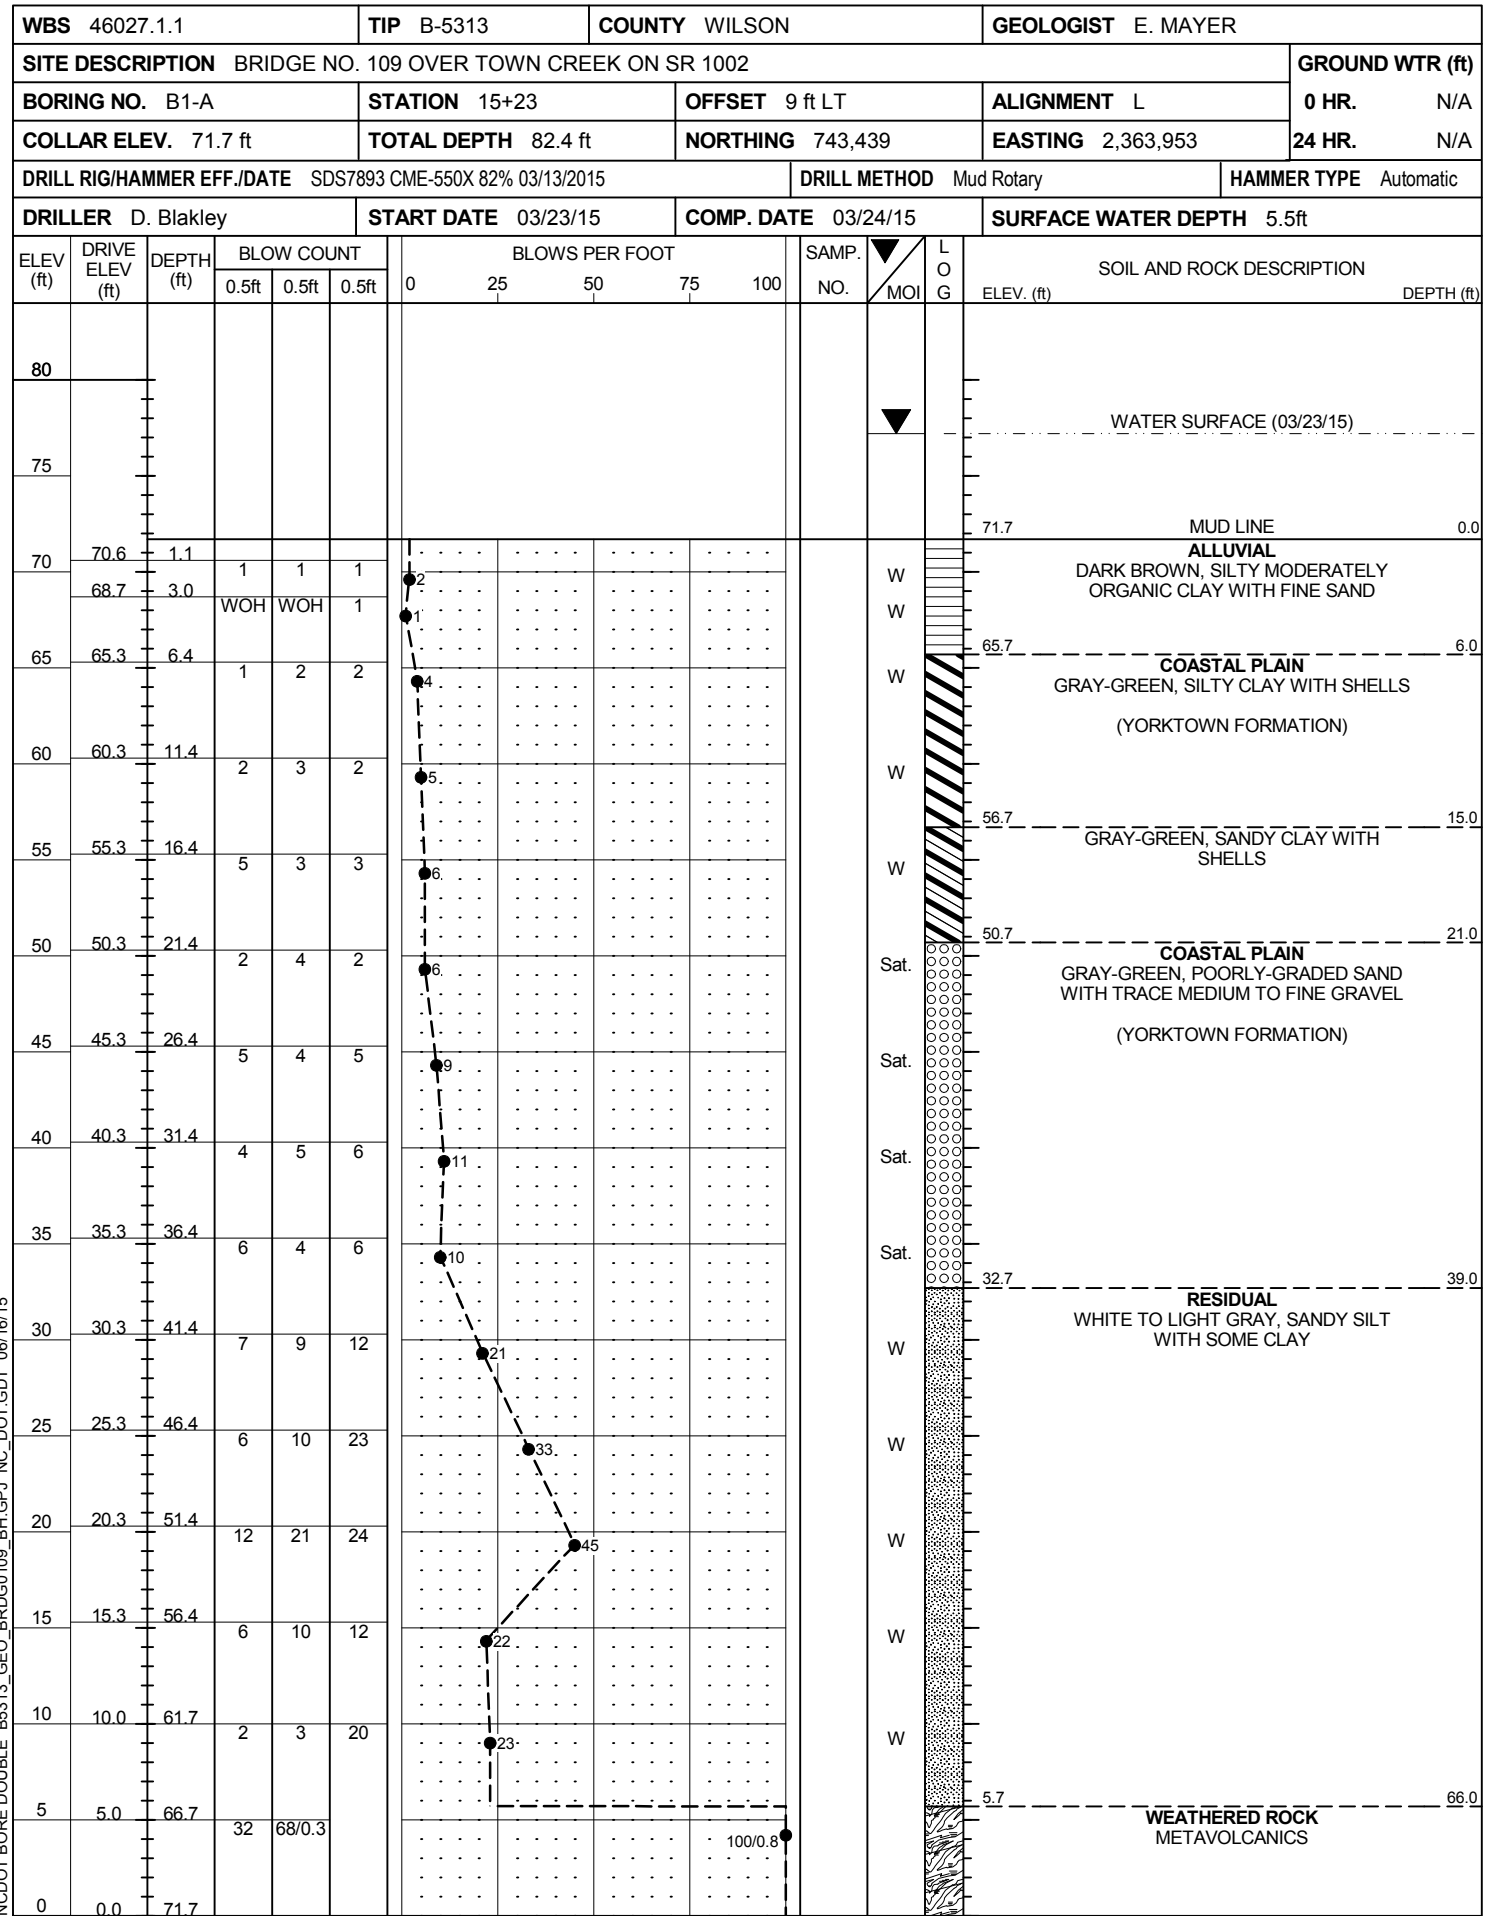 WBS 46027.1.1 TIP B-5313 COUNTY WILSON GEOLOGIST E. MAYER
SITE DESCRIPTION BRIDGE NO. 109 OVER TOWN CREEK ON SR 1002 GROUND WTR (ft)
BORING NO. B1-A STATION 15+23 OFFSET 9 ft LT ALIGNMENT L 0 HR. N/A
COLLAR ELEV. 71.7 ft TOTAL DEPTH 82.4 ft NORTHING 743,439 EASTING 2,363,953 24 HR. N/A
DRILL RIG/HAMMER EFF./DATE SDS7893 CME-550X 82% 03/13/2015 DRILL METHOD Mud Rotary HAMMER TYPE Automatic
DRILLER D. Blakley START DATE 03/23/15 COMP. DATE 03/24/15 SURFACE WATER DEPTH 5.5ft
ELEV (ft) DRIVE ELEV (ft) DEPTH (ft) BLOW COUNT 0.5ft 0.5ft 0.5ft BLOWS PER FOOT 0 25 50 75 100 SAMP. NO. MOI LOG SOIL AND ROCK DESCRIPTION ELEV. (ft) DEPTH (ft)
80
WATER SURFACE (03/23/15)
75
71.7 MUD LINE 0.0
70 70.6 1.1 ALLUVIAL
1 1 1 2 W DARK BROWN, SILTY MODERATELY
68.7 3.0 ORGANIC CLAY WITH FINE SAND
WOH WOH 1 1 W
65.7 6.0
65 65.3 6.4 COASTAL PLAIN
1 2 2 4 W GRAY-GREEN, SILTY CLAY WITH SHELLS
(YORKTOWN FORMATION)
60 60.3 11.4
2 3 2 5 W
56.7 15.0
55 55.3 16.4 GRAY-GREEN, SANDY CLAY WITH
5 3 3 6 W SHELLS
50.7 21.0
50 50.3 21.4 COASTAL PLAIN
2 4 2 6 Sat. GRAY-GREEN, POORLY-GRADED SAND
WITH TRACE MEDIUM TO FINE GRAVEL
(YORKTOWN FORMATION)
45 45.3 26.4
5 4 5 9 Sat.
40 40.3 31.4
4 5 6 11 Sat.
35 35.3 36.4
6 4 6 10 Sat.
32.7 39.0
RESIDUAL
30 30.3 41.4 WHITE TO LIGHT GRAY, SANDY SILT
7 9 12 21 W WITH SOME CLAY
25 25.3 46.4
6 10 23 33 W
20 20.3 51.4
12 21 24 45 W
15 15.3 56.4
6 10 12 22 W
10 10.0 61.7
2 3 20 23 W
5.7 66.0
5 5.0 66.7 WEATHERED ROCK
32 68/0.3 100/0.8 METAVOLCANICS
0 0.0 71.7